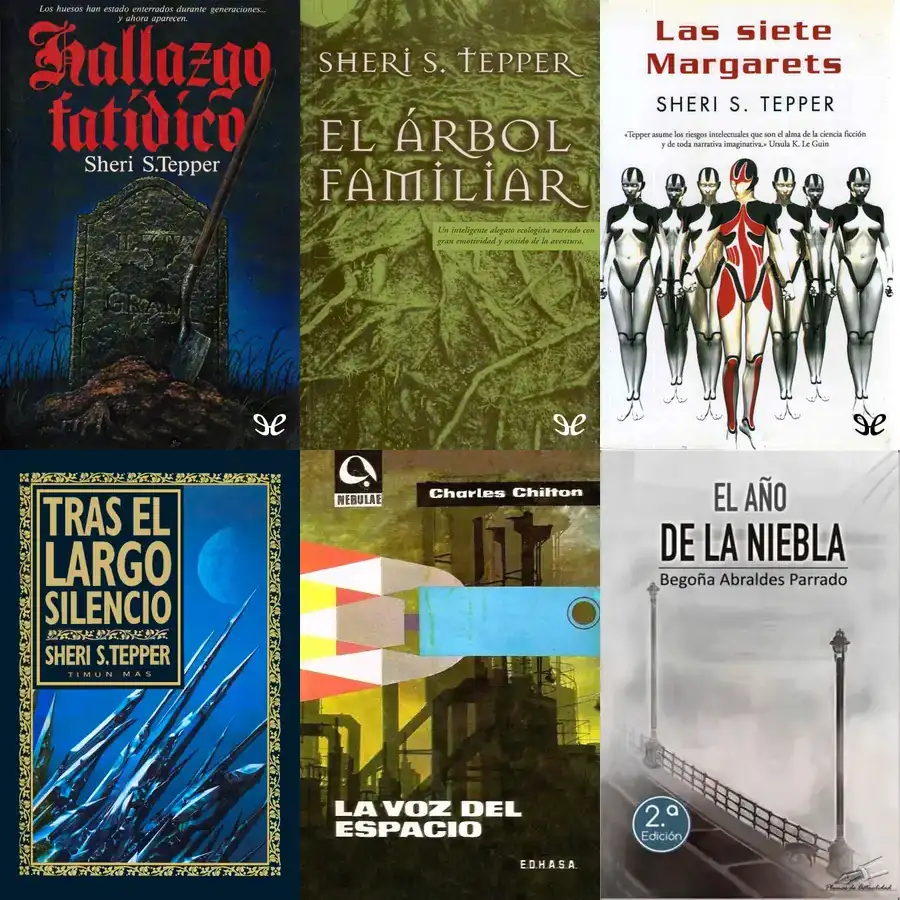 Los huesos han estado enterrados durante generaciones...
y ahora aparecen.
Hallazgo
fatídico
Sheri S.Tepper
SHERI S. TEPPER
EL ÁRBOL
FAMILIAR
Un inteligente alegato ecologista narrado con
gran emotividad y sentido de la aventura.
Las siete
Margarets
SHERI S. TEPPER
«Tepper asume los riesgos intelectuales que son el alma de la ciencia ficción
y de toda narrativa imaginativa.» Ursula K. Le Guin
TRAS EL
LARGO
SILENCIO
SHERI S.TEPPER
TIMUN MAS
NEBULAE
Charles Chilton
LA VOZ DEL
ESPACIO
E.D.H.A.S.A.
EL AÑO
DE LA NIEBLA
Begoña Abraldes Parrado
2.ª
Edición